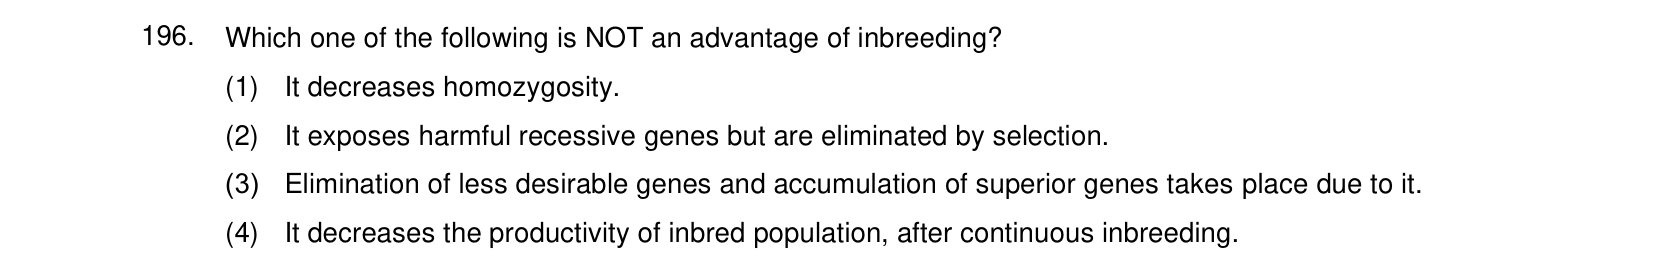 196. Which one of the following is NOT an advantage of inbreeding?
(1) It decreases homozygosity.
(2) It exposes harmful recessive genes but are eliminated by selection.
(3) Elimination of less desirable genes and accumulation of superior genes takes place due to it.
(4) It decreases the productivity of inbred population, after continuous inbreeding.